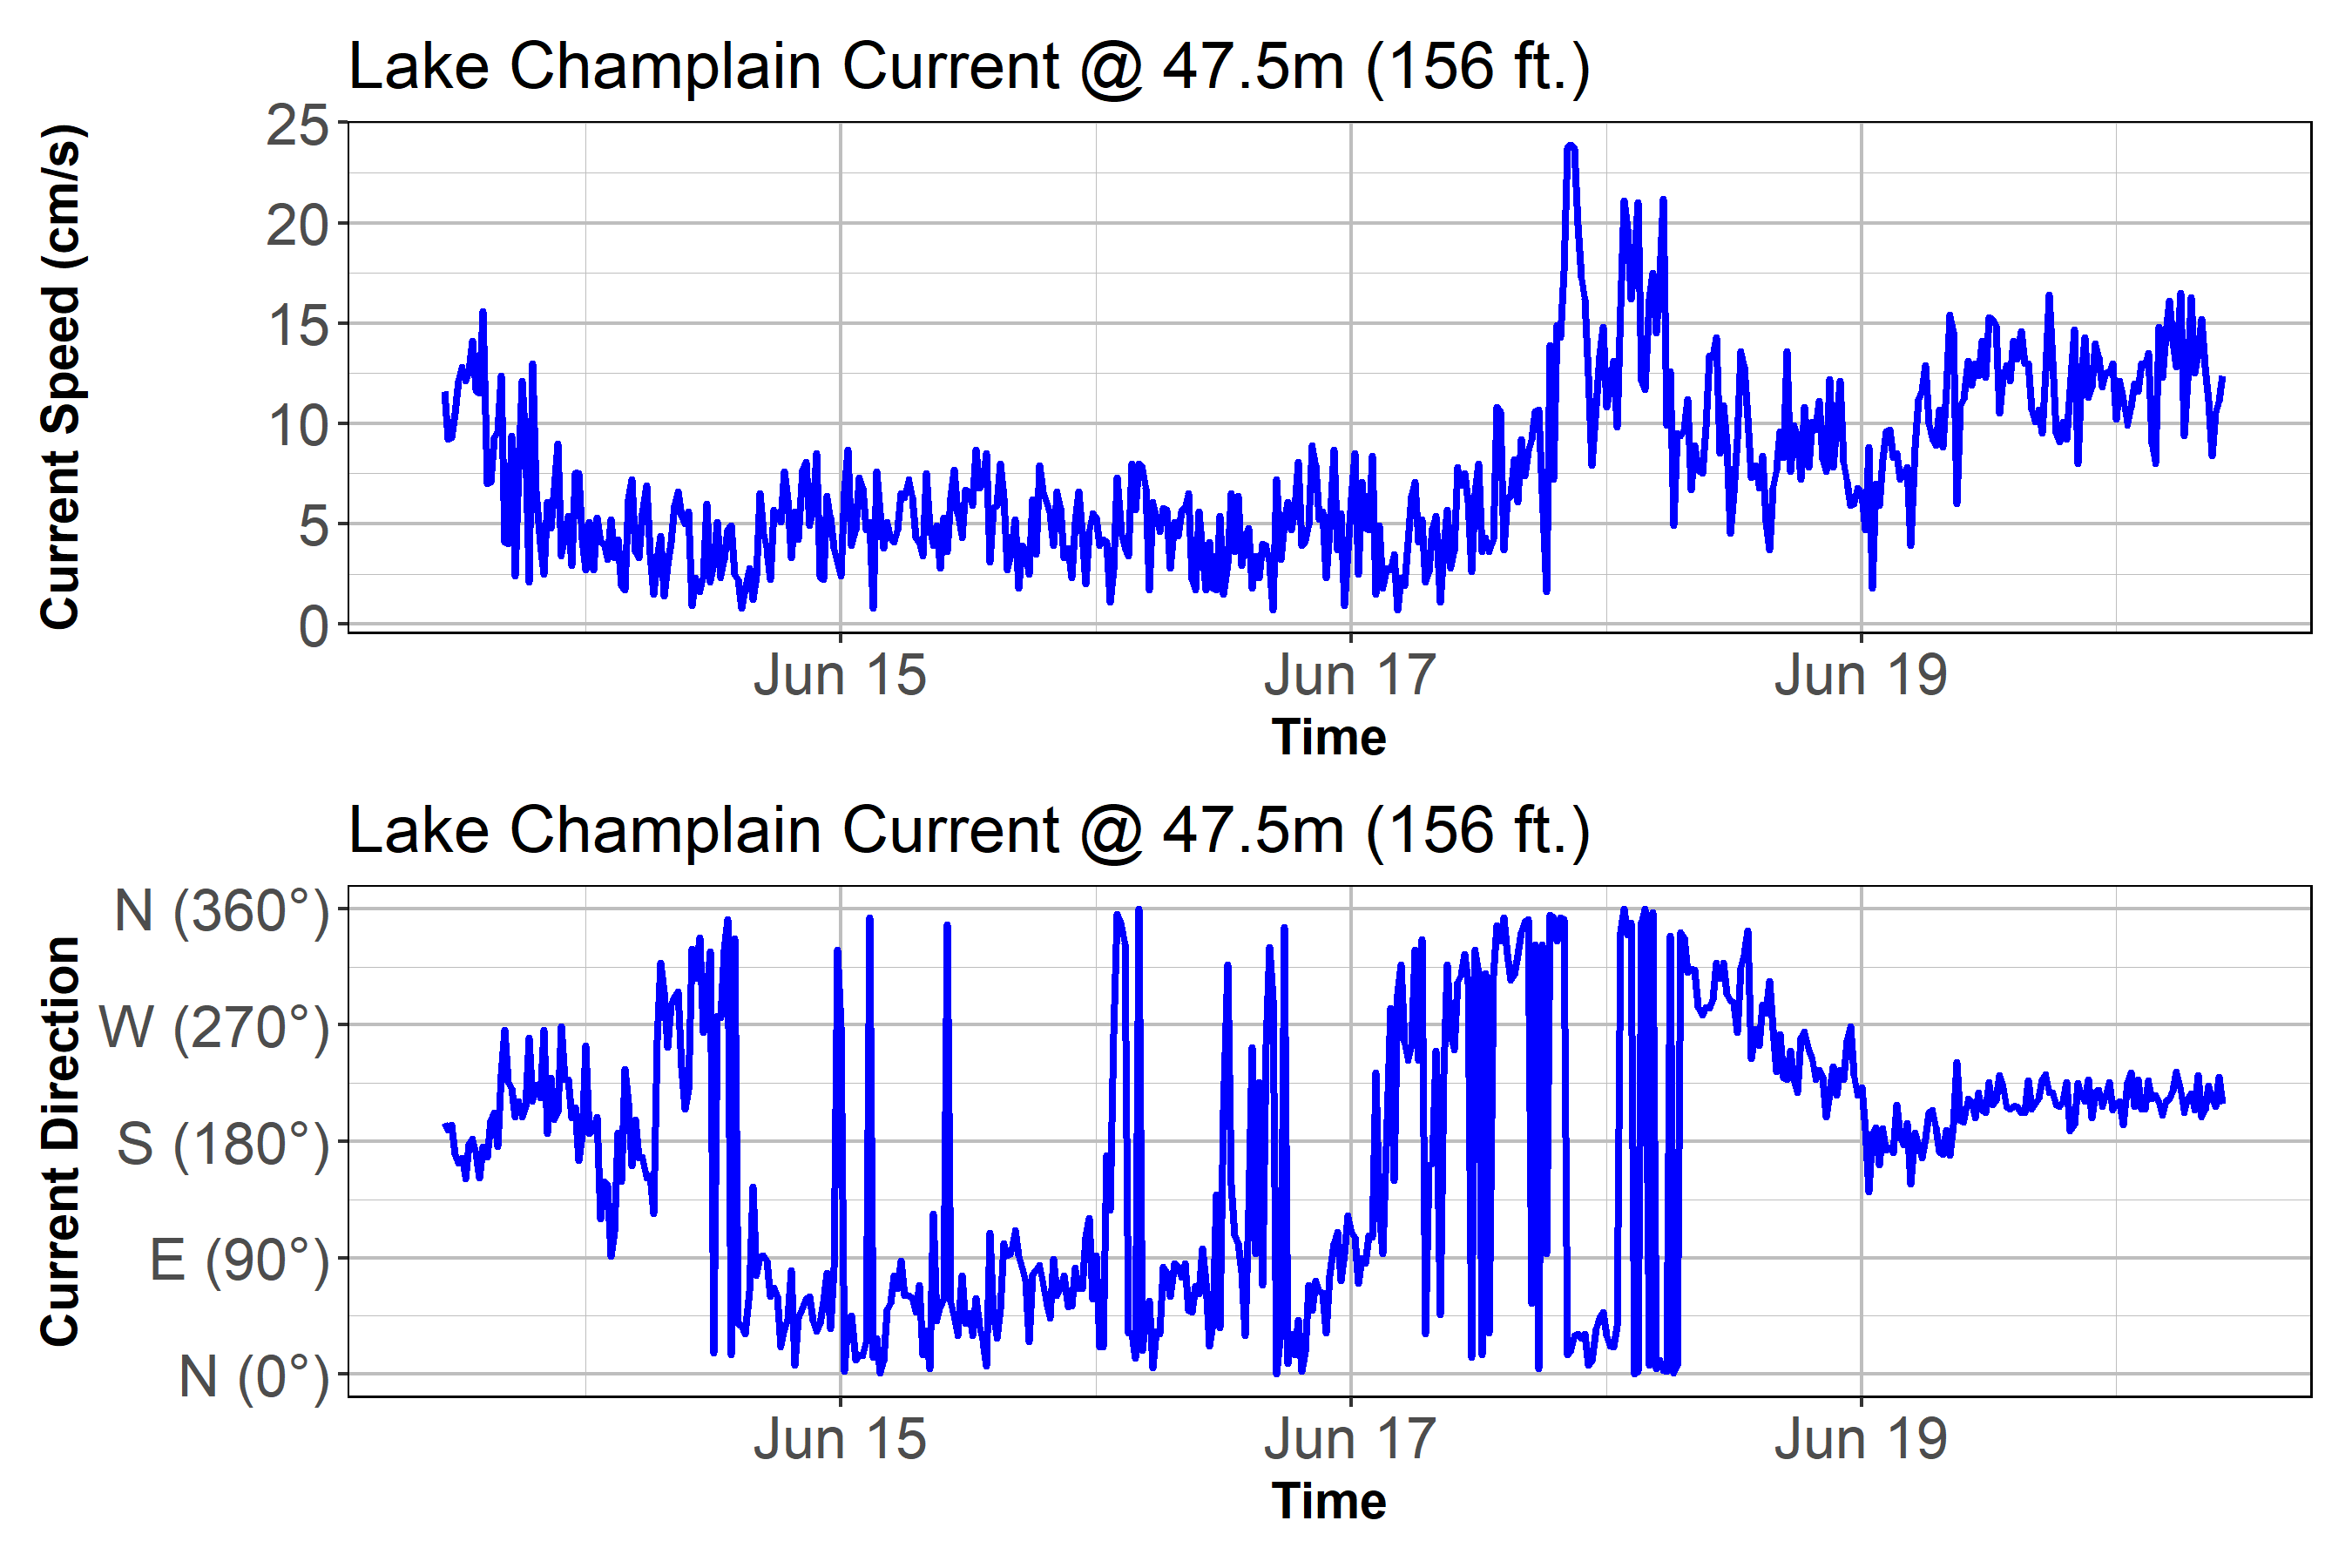 Lake Champlain Current @ 47.5m (156 ft.)
Current Speed (cm/s)
25
20
15
10
5
0
Jun 15 Jun 17 Jun 19
Time
Lake Champlain Current @ 47.5m (156 ft.)
Current Direction
N (360°)
W (270°)
S (180°)
E (90°)
N (0°)
Jun 15 Jun 17 Jun 19
Time